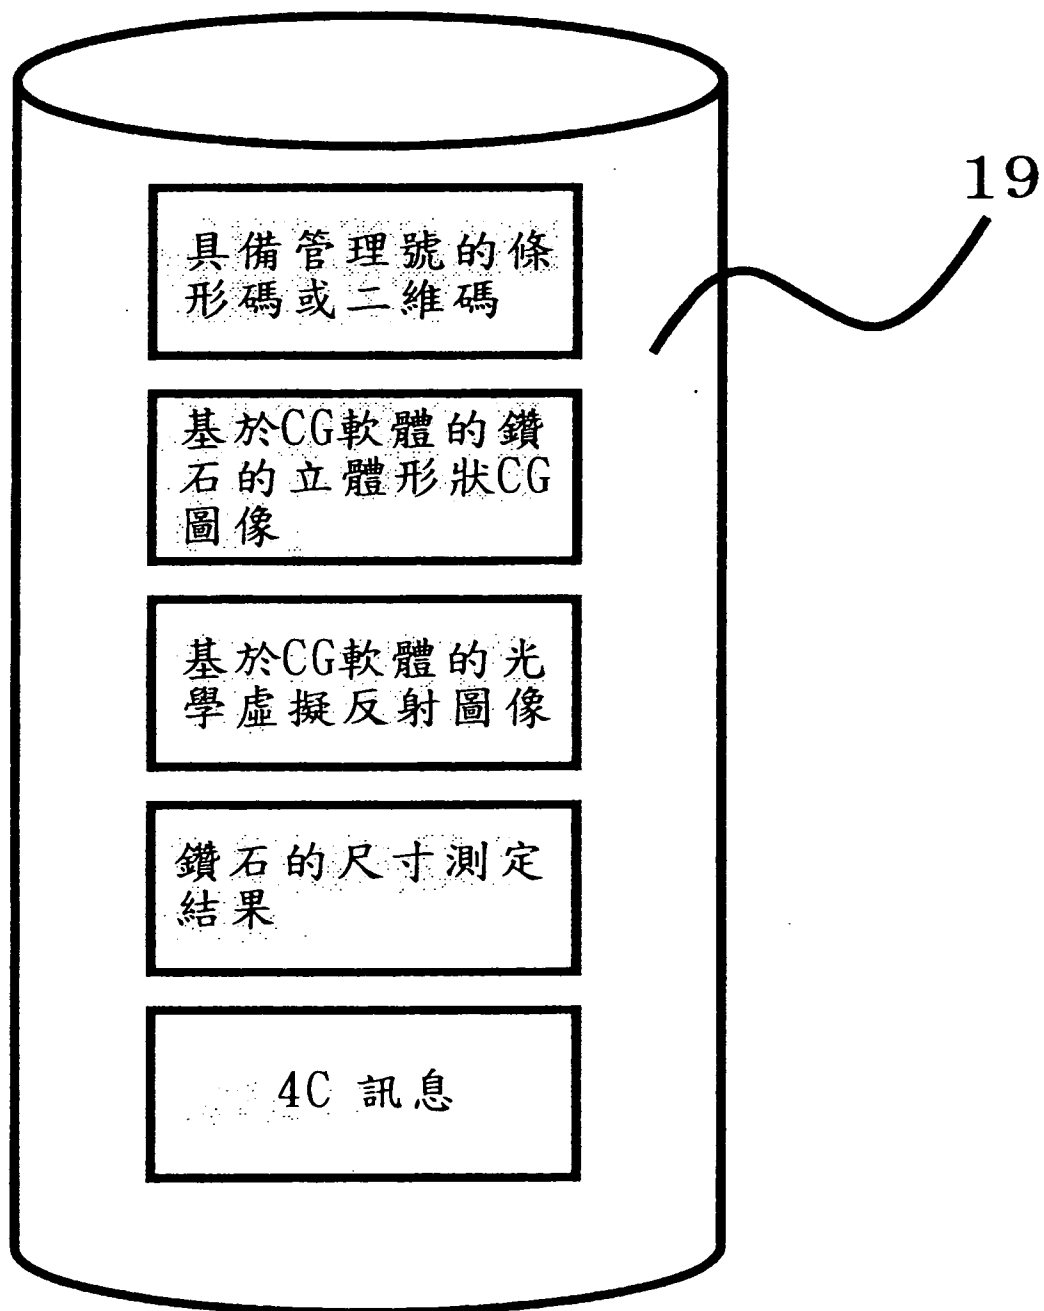 19
具備管理號的條
形碼或二維碼
基於CG軟體的鑽
石的立體形狀CG
圖像
基於CG軟體的光
學虛擬反射圖像
鑽石的尺寸測定
結果
4C 訊息